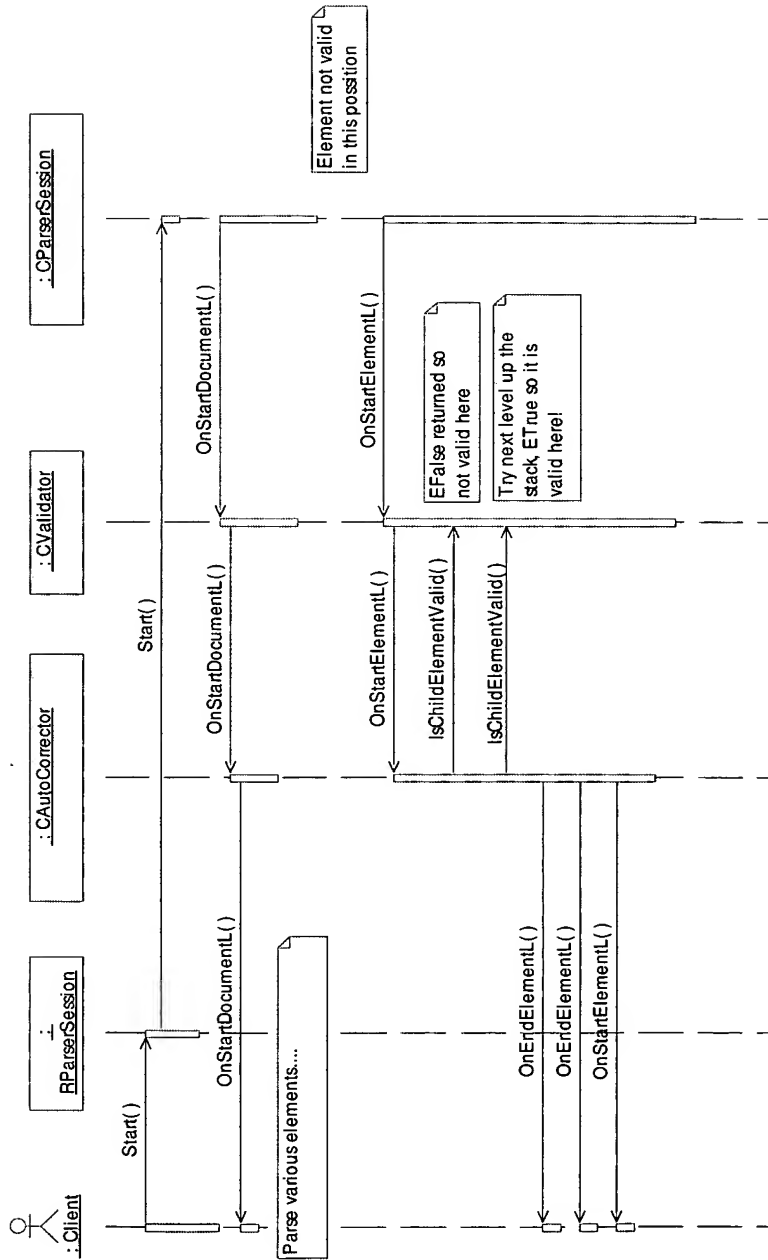 : Client
:
RParserSession
: CAutoCorrector
: CValidator
: CParserSession
Start( )
Start( )
OnStartDocumentL( )
OnStartDocumentL( )
OnStartDocumentL( )
Parse various elements....
Element not valid
in this possition
OnStartElementL( )
OnStartElementL( )
IsChildElementValid( )
EFalse returned so
not valid here
IsChildElementValid( )
Try next level up the
stack, ETrue so it is
valid here!
OnEndElementL( )
OnEndElementL( )
OnStartElementL( )